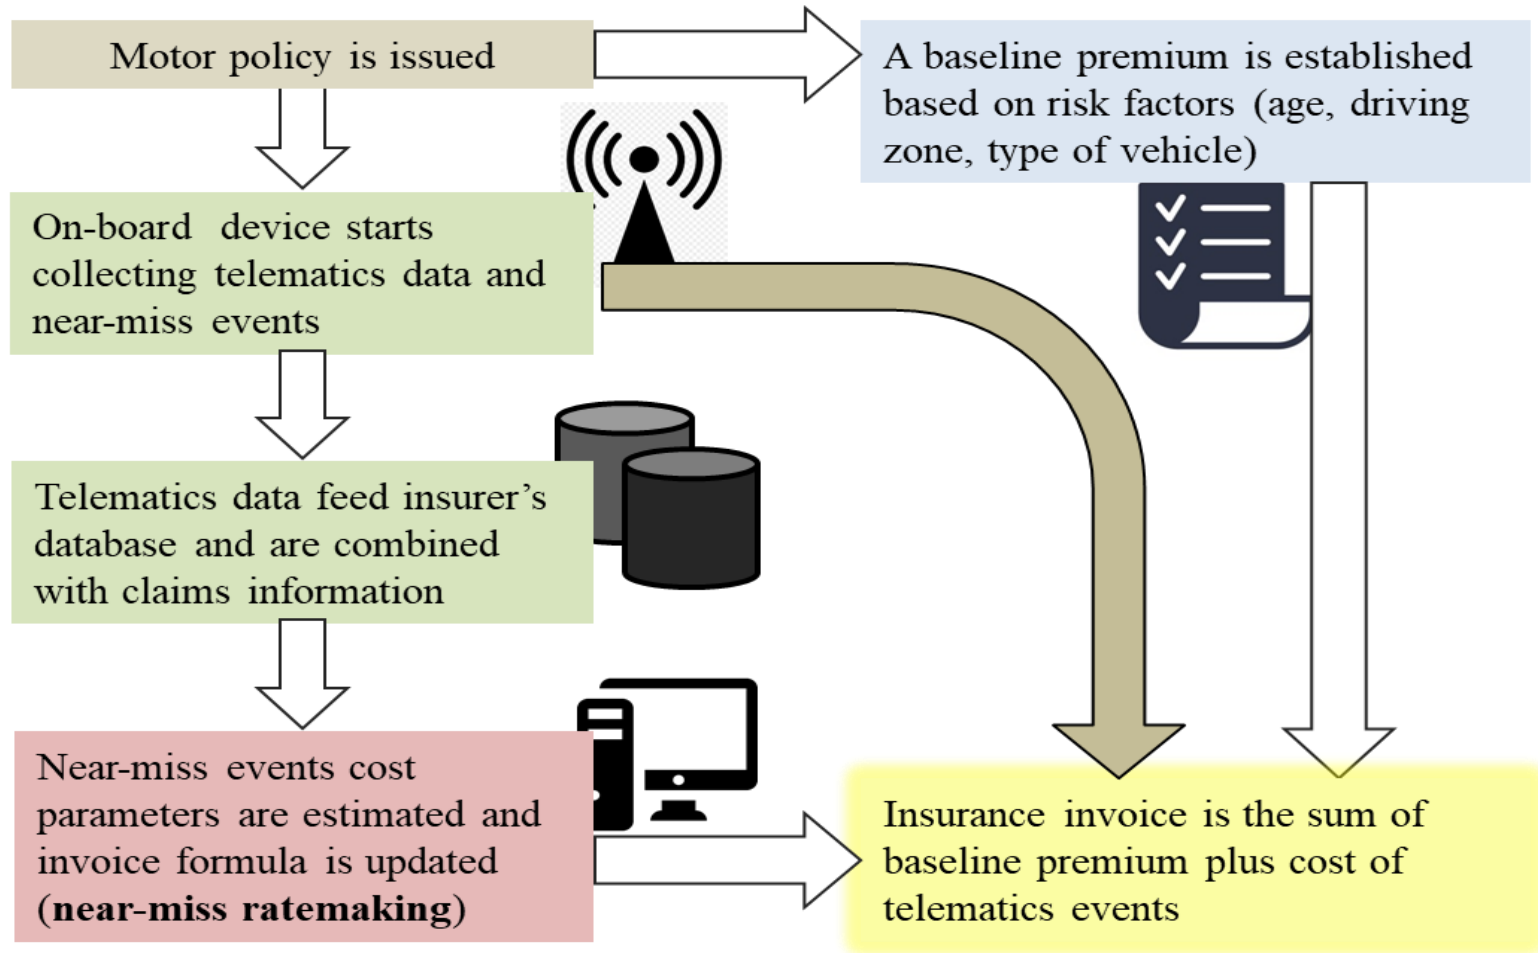 Motor policy is issued
A baseline premium is established
based on risk factors (age, driving
zone, type of vehicle)
On-board device starts
collecting telematics data and
near-miss events
Telematics data feed insurer’s
database and are combined
with claims information
Near-miss events cost
parameters are estimated and
invoice formula is updated
(near-miss ratemaking)
Insurance invoice is the sum of
baseline premium plus cost of
telematics events